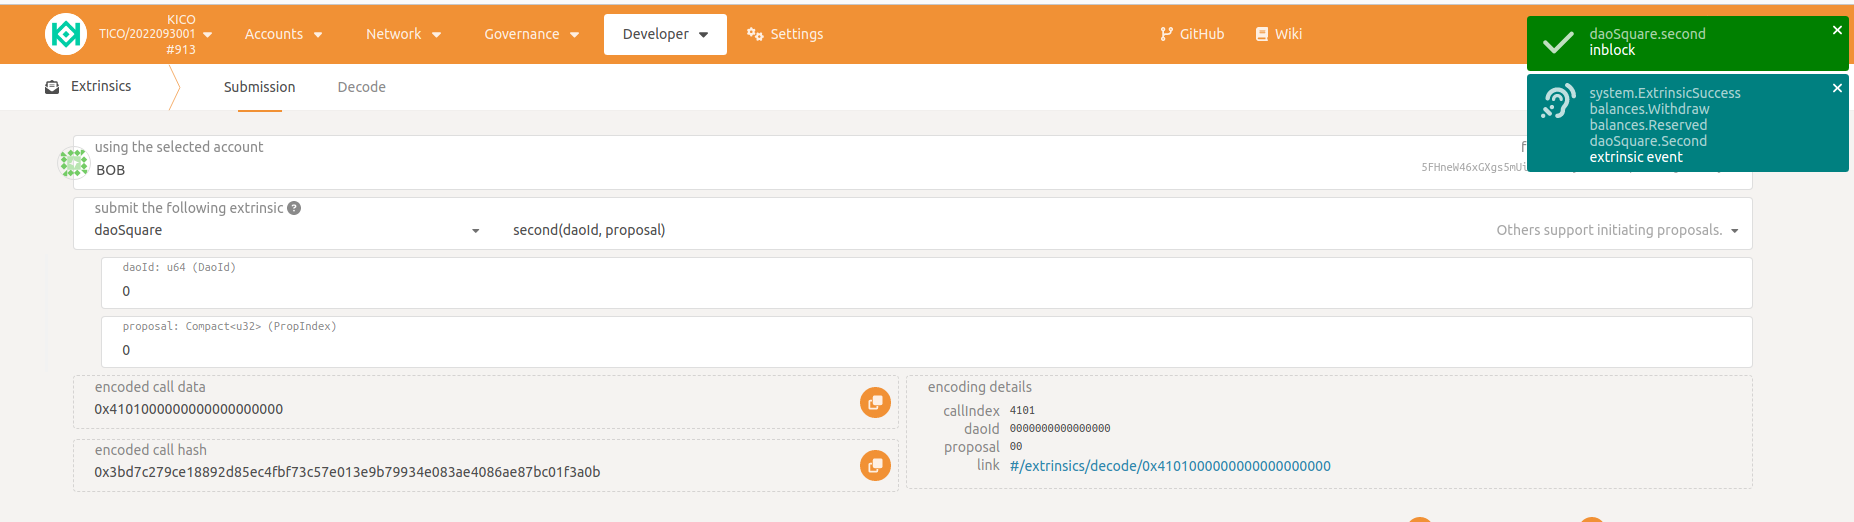 KICO
TICO/2022093001
#913
Accounts
Network
Governance
Developer
Settings
GitHub
Wiki
daoSquare.second
inblock
system.ExtrinsicSuccess
balances.Withdraw
balances.Reserved
daoSquare.Second
extrinsic event
Extrinsics
Submission
Decode
using the selected account
BOB
5FHneW46xGXgs5mUi
submit the following extrinsic
daoSquare
second(daoId, proposal)
Others support initiating proposals.
daoId: u64 (DaoId)
0
proposal: Compact<u32> (PropIndex)
0
encoded call data
0x4101000000000000000000
encoded call hash
0x3bd7c279ce18892d85ec4fbf73c57e013e9b79934e083ae4086ae87bc01f3a0b
encoding details
callIndex 4101
daoId 0000000000000000
proposal 00
link #/extrinsics/decode/0x4101000000000000000000